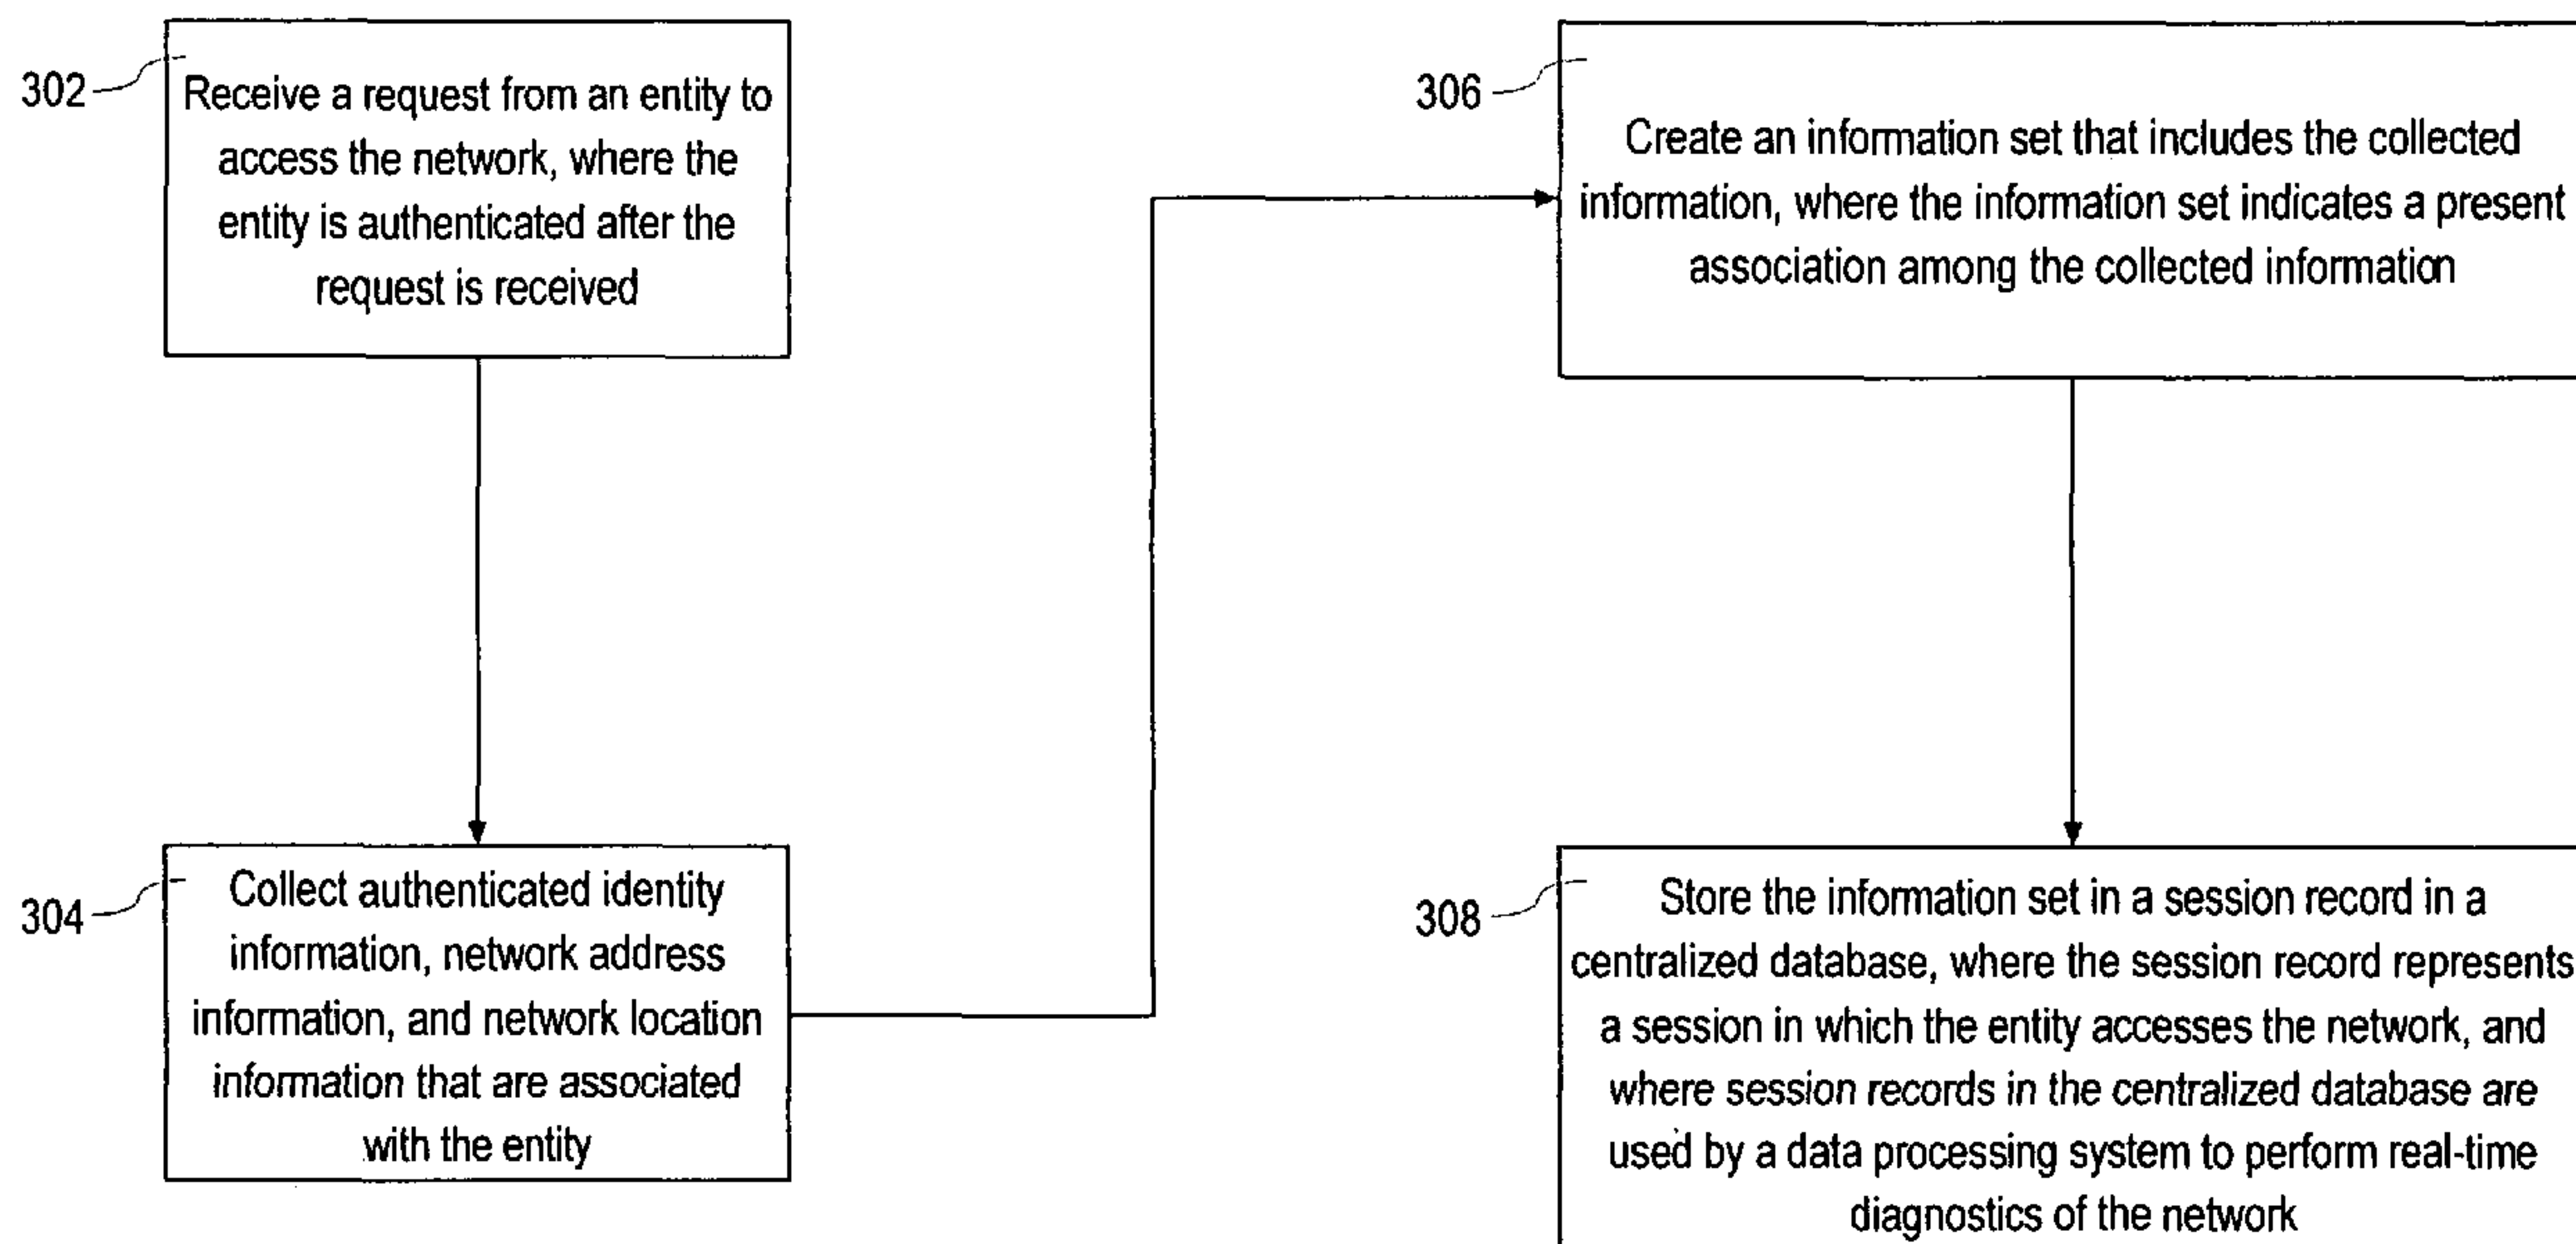 302
Receive a request from an entity to
access the network, where the
entity is authenticated after the
request is received
304
Collect authenticated identity
information, network address
information, and network location
information that are associated
with the entity
306
Create an information set that includes the collected
information, where the information set indicates a present
association among the collected information
308
Store the information set in a session record in a
centralized database, where the session record represents
a session in which the entity accesses the network, and
where session records in the centralized database are
used by a data processing system to perform real-time
diagnostics of the network